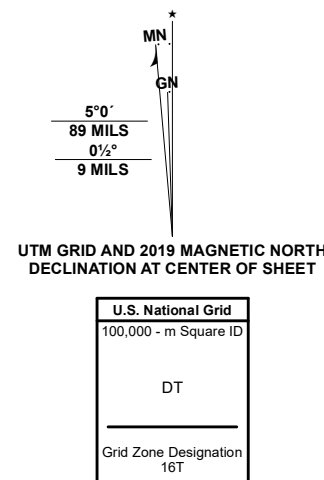 ★
MN
GN
5°0´
89 MILS
0½°
9 MILS
UTM GRID AND 2019 MAGNETIC NORTH
DECLINATION AT CENTER OF SHEET
U.S. National Grid
100,000 - m Square ID
DT
Grid Zone Designation
16T